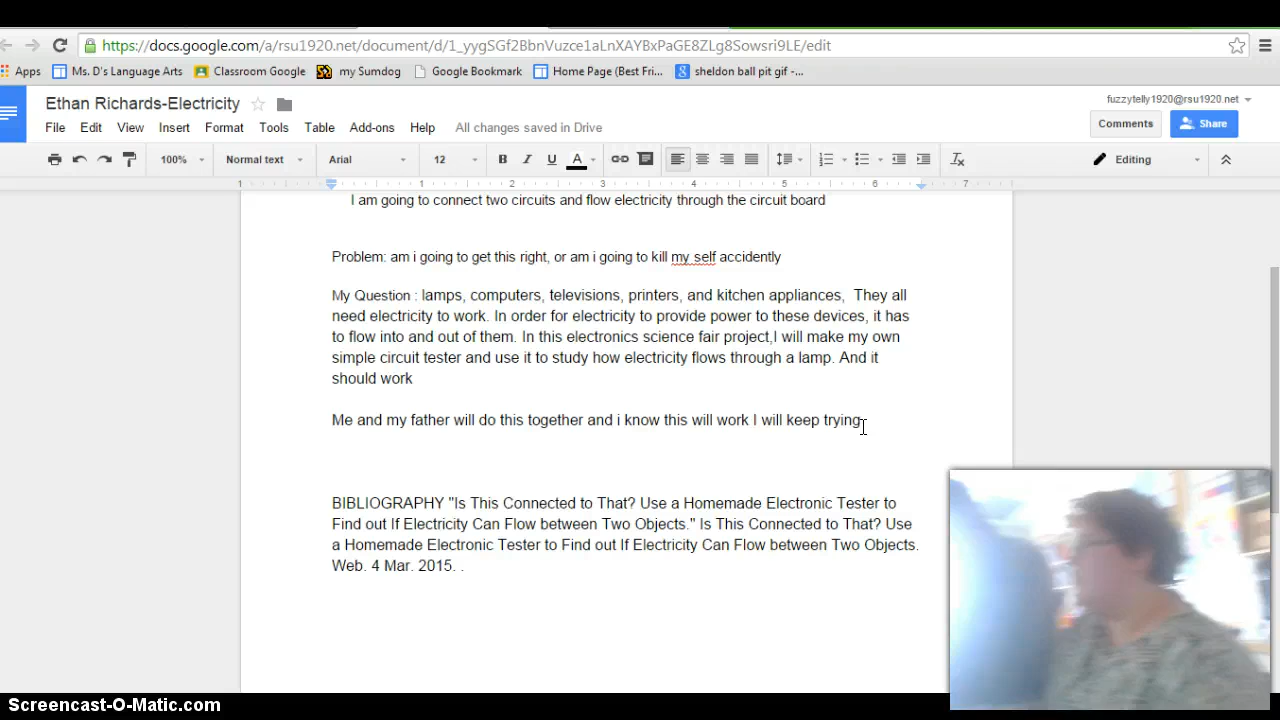 https://docs.google.com/a/rsu1920.net/document/d/1_yygSGf2BbnVuzce1aLnXAYBxPaGE8ZLg8Sowsri9LE/edit
Apps Ms. D's Language Arts Classroom Google my Sumdog Google Bookmark Home Page (Best Fri... sheldon ball pit gif -...
Ethan Richards-Electricity
fuzzytelly1920@rsu1920.net
File Edit View Insert Format Tools Table Add-ons Help All changes saved in Drive
Comments Share
100% Normal text Arial 12 B I U A Editing
1 1 2 3 4 5 6 7
I am going to connect two circuits and flow electricity through the circuit board
Problem: am i going to get this right, or am i going to kill my self accidently
My Question : lamps, computers, televisions, printers, and kitchen appliances, They all
need electricity to work. In order for electricity to provide power to these devices, it has
to flow into and out of them. In this electronics science fair project,I will make my own
simple circuit tester and use it to study how electricity flows through a lamp. And it
should work
Me and my father will do this together and i know this will work I will keep trying
BIBLIOGRAPHY "Is This Connected to That? Use a Homemade Electronic Tester to
Find out If Electricity Can Flow between Two Objects." Is This Connected to That? Use
a Homemade Electronic Tester to Find out If Electricity Can Flow between Two Objects.
Web. 4 Mar. 2015. .
Screencast-O-Matic.com